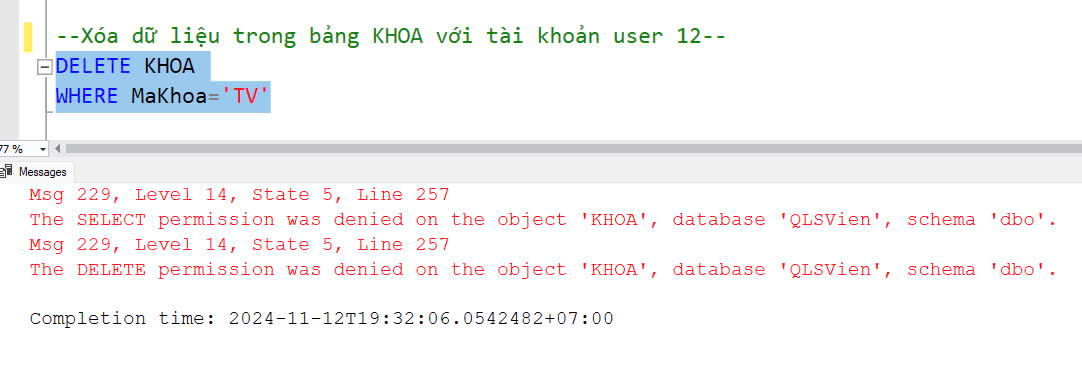 --Xóa dữ liệu trong bảng KHOA với tài khoản user 12--
DELETE KHOA
WHERE MaKhoa='TV'
77 %
Messages
Msg 229, Level 14, State 5, Line 257
The SELECT permission was denied on the object 'KHOA', database 'QLSVien', schema 'dbo'.
Msg 229, Level 14, State 5, Line 257
The DELETE permission was denied on the object 'KHOA', database 'QLSVien', schema 'dbo'.
Completion time: 2024-11-12T19:32:06.0542482+07:00